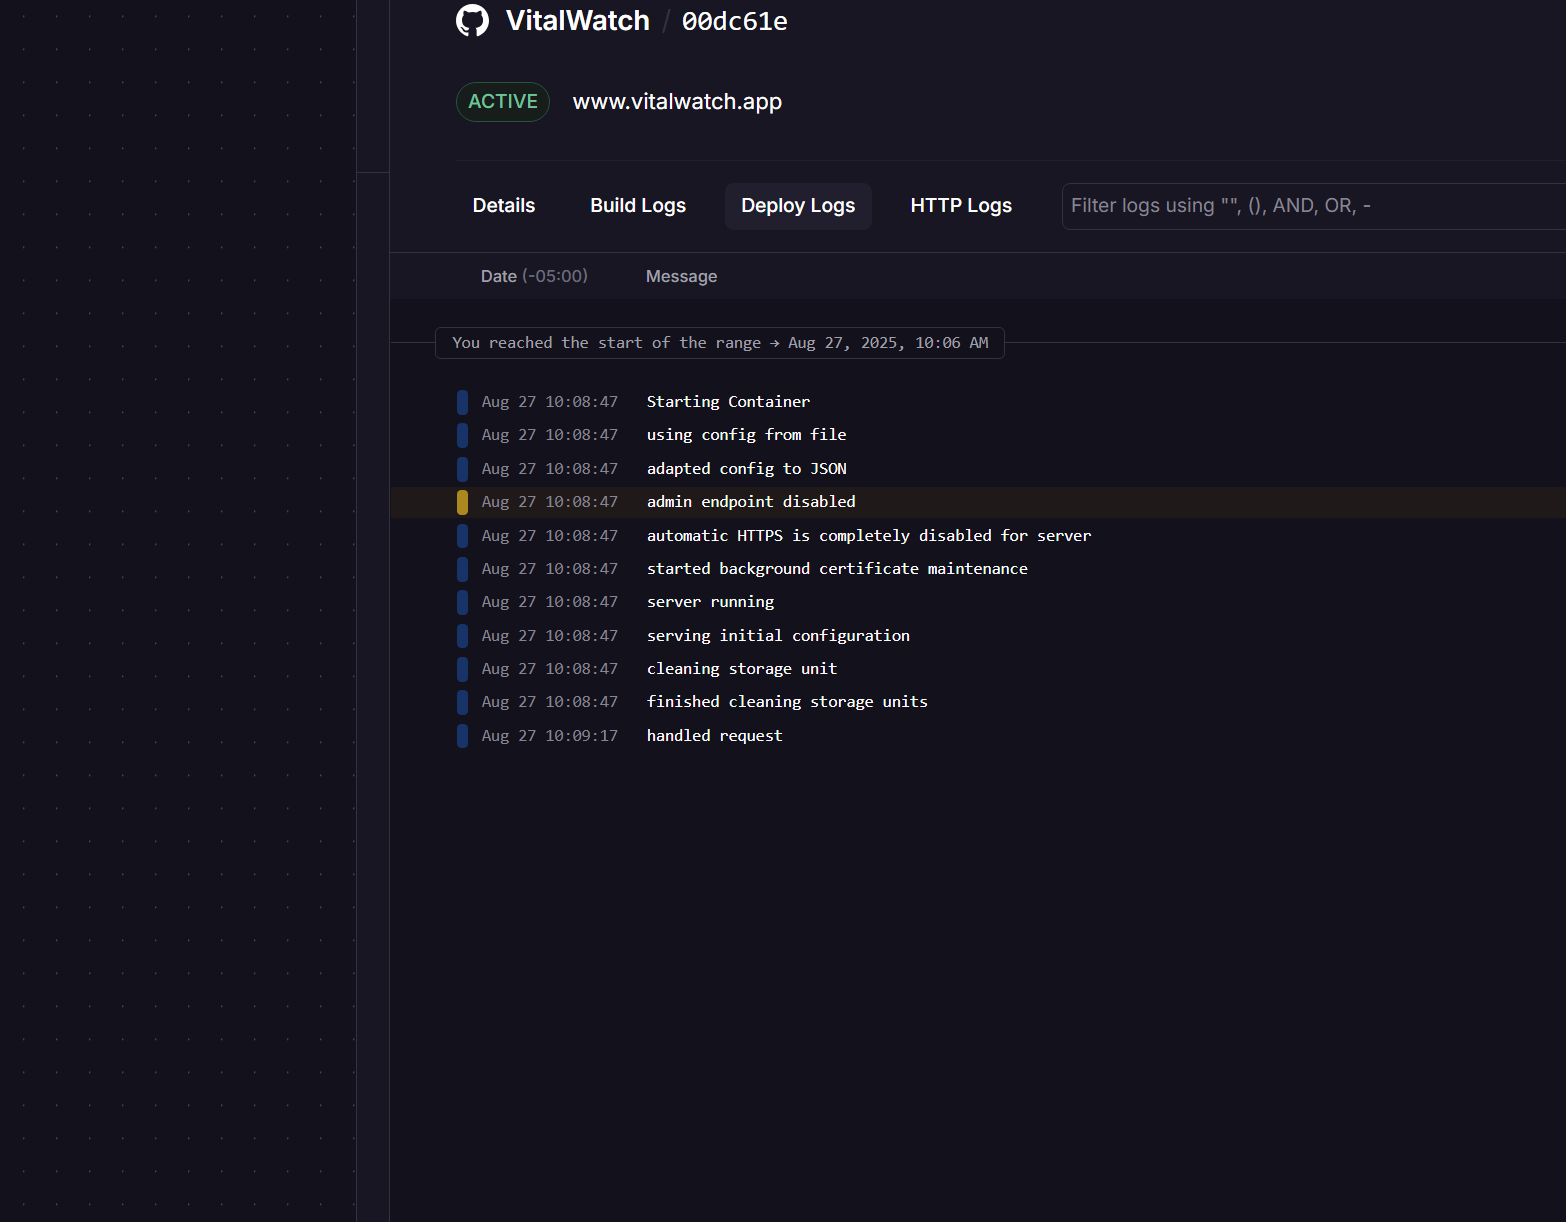 VitalWatch / 00dc61e
ACTIVE www.vitalwatch.app
Details Build Logs Deploy Logs HTTP Logs Filter logs using "", (), AND, OR, -
Date (-05:00) Message
You reached the start of the range → Aug 27, 2025, 10:06 AM
Aug 27 10:08:47 Starting Container
Aug 27 10:08:47 using config from file
Aug 27 10:08:47 adapted config to JSON
Aug 27 10:08:47 admin endpoint disabled
Aug 27 10:08:47 automatic HTTPS is completely disabled for server
Aug 27 10:08:47 started background certificate maintenance
Aug 27 10:08:47 server running
Aug 27 10:08:47 serving initial configuration
Aug 27 10:08:47 cleaning storage unit
Aug 27 10:08:47 finished cleaning storage units
Aug 27 10:09:17 handled request